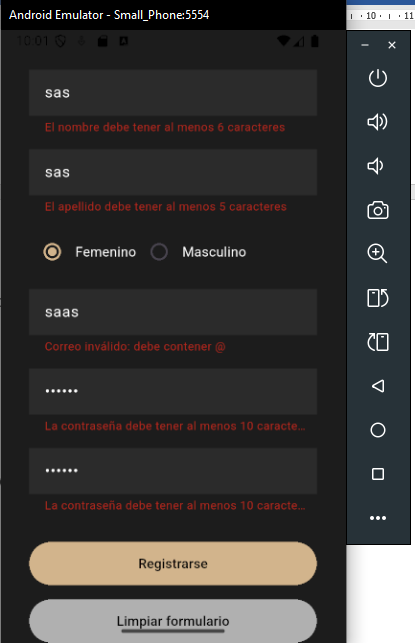 Android Emulator - Small_Phone:5554
10
11
10:01
sas
El nombre debe tener al menos 6 caracteres
sas
El apellido debe tener al menos 5 caracteres
Femenino Masculino
saas
Correo inválido: debe contener @
••••••
La contraseña debe tener al menos 10 caracte...
••••••
La contraseña debe tener al menos 10 caracte...
Registrarse
Limpiar formulario